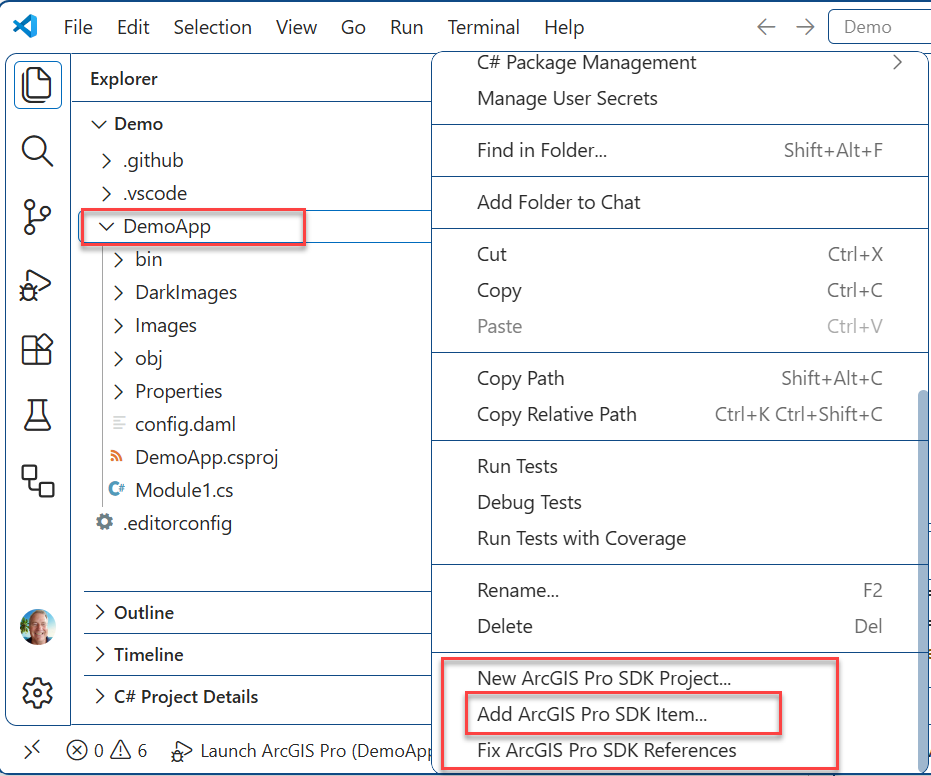 File Edit Selection View Go Run Terminal Help Demo
Explorer
Demo
.github
.vscode
DemoApp
bin
DarkImages
Images
obj
Properties
config.daml
DemoApp.csproj
C# Module1.cs
.editorconfig
Outline
Timeline
C# Project Details
0 6 Launch ArcGIS Pro (DemoApp
C# Package Management
Manage User Secrets
Find in Folder... Shift+Alt+F
Add Folder to Chat
Cut Ctrl+X
Copy Ctrl+C
Paste Ctrl+V
Copy Path Shift+Alt+C
Copy Relative Path Ctrl+K Ctrl+Shift+C
Run Tests
Debug Tests
Run Tests with Coverage
Rename... F2
Delete Del
New ArcGIS Pro SDK Project...
Add ArcGIS Pro SDK Item...
Fix ArcGIS Pro SDK References